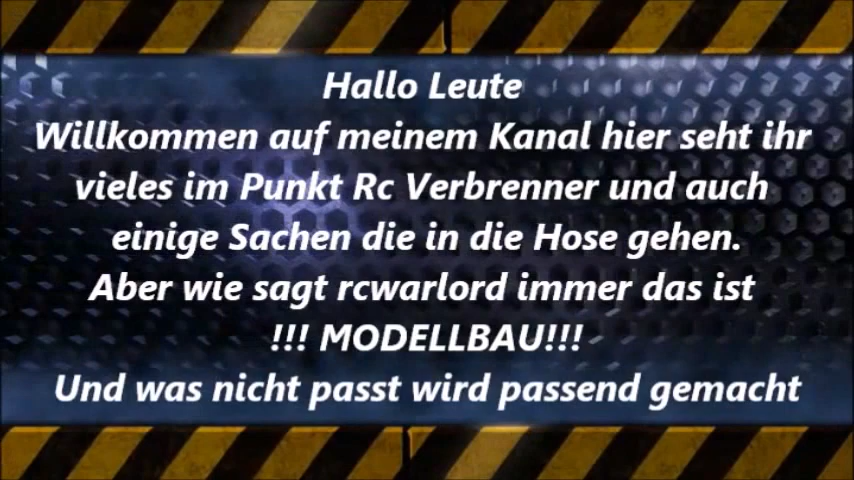 Hallo Leute
Willkommen auf meinem Kanal hier seht ihr
vieles im Punkt Rc Verbrenner und auch
einige Sachen die in die Hose gehen.
Aber wie sagt rcwarlord immer das ist
!!! MODELLBAU!!!
Und was nicht passt wird passend gemacht